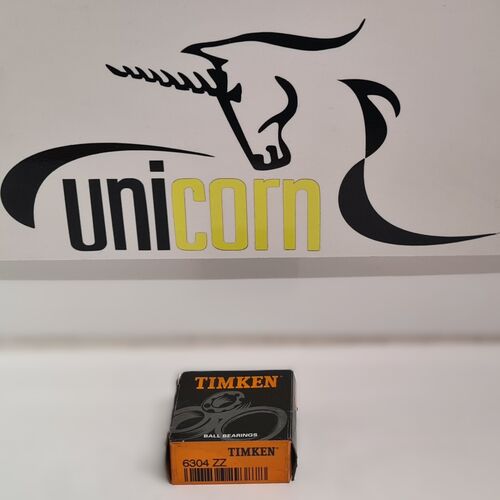 unicorn
TIMKEN
BALL BEARINGS
TIMKEN
6304 ZZ